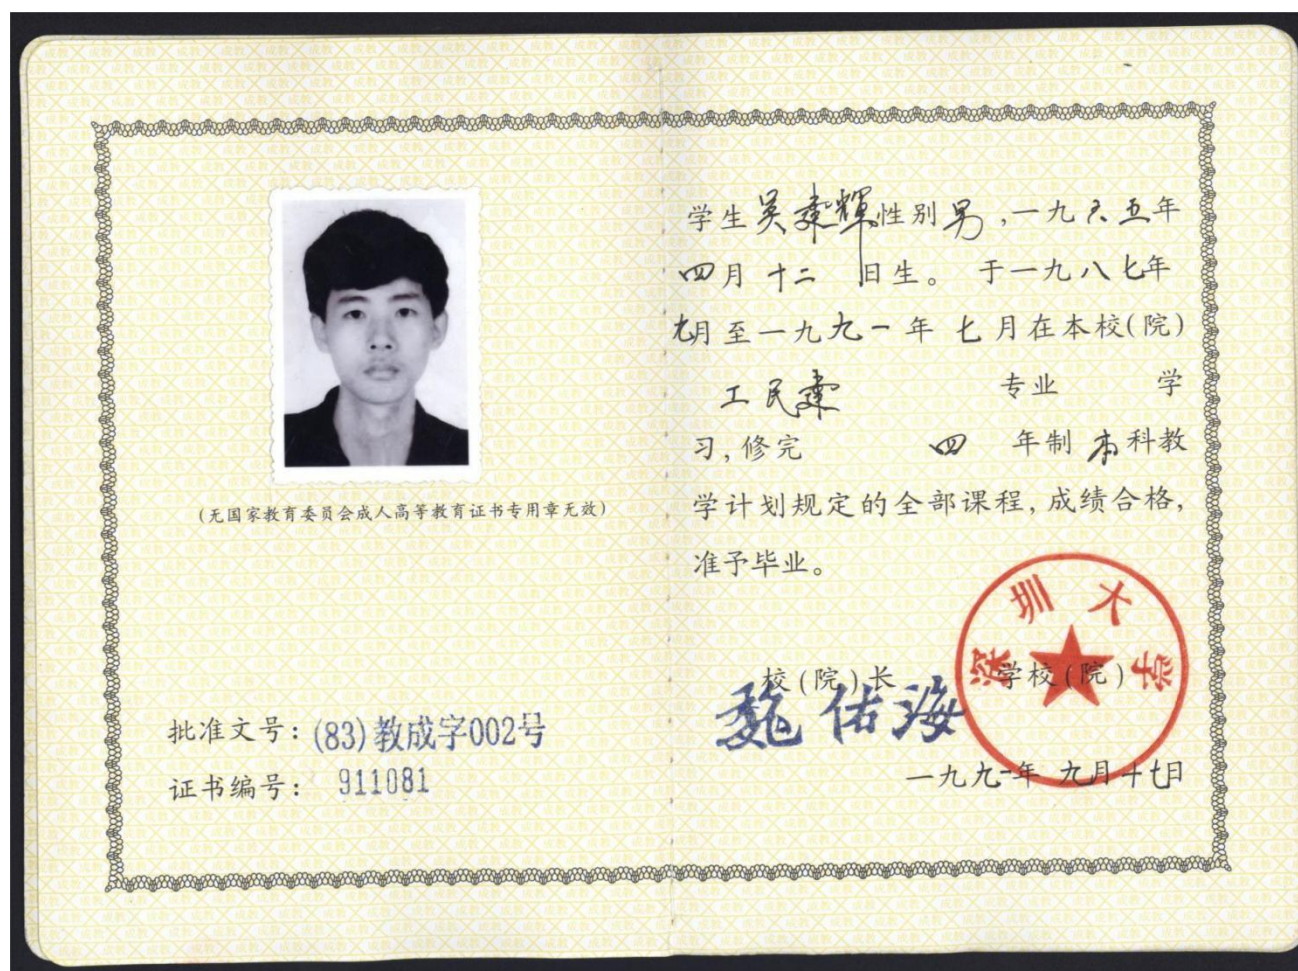 (无国家教育委员会成人高等教育证书专用章无效)
批准文号:(83)教成字002号
证书编号: 911081
学生吴建輝性别男,一九六五年
四月十二日生。 于一九八七年
九月至一九九一年七月在本校(院)
工民建 专业 学
习,修完 四 年制本科教
学计划规定的全部课程,成绩合格,
准予毕业。
深圳大学
校(院)长 学校(院)
魏佑海
一九九一年九月十七日